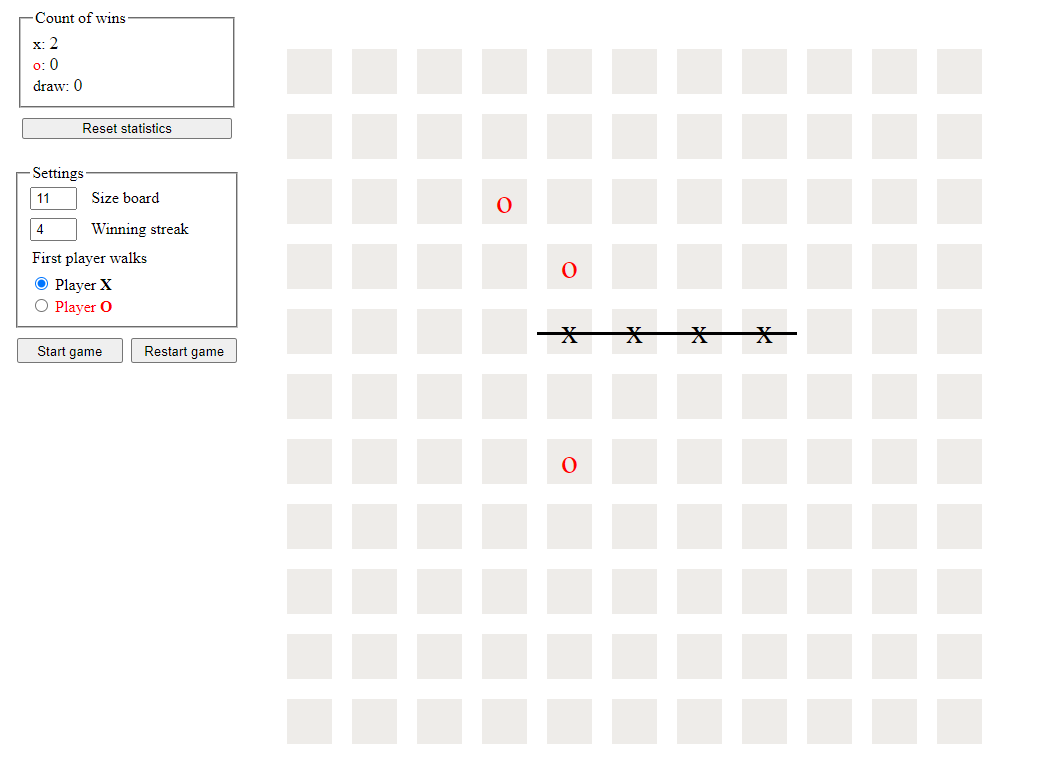 Count of wins
x: 2
o: 0
draw: 0
Reset statistics
Settings
11 Size board
4 Winning streak
First player walks
Player X
Player O
Start game Restart game
o
o
x x x x
o